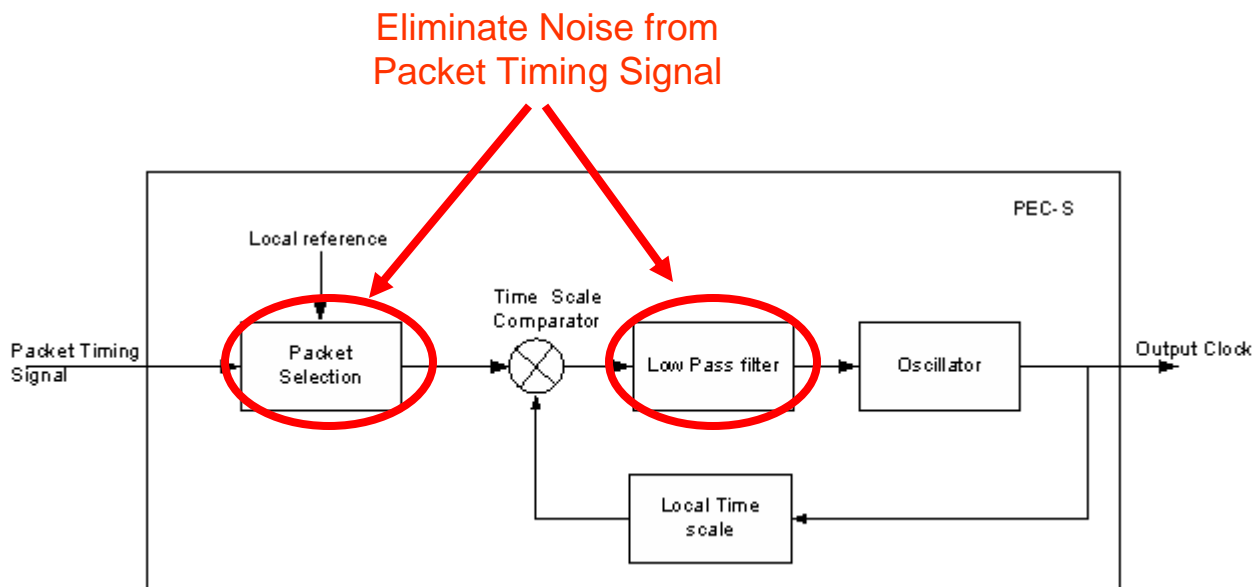 Eliminate Noise from
Packet Timing Signal
PEC-S
Local reference
Time Scale
Comparator
Packet Timing
Signal
Packet
Selection
Low Pass filter
Oscillator
Output Clock
Local Time
scale